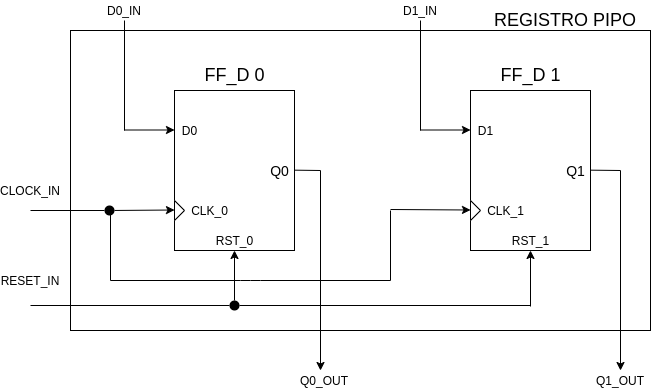 D0_IN
D1_IN
REGISTRO PIPO
FF_D 0
FF_D 1
D0
D1
Q0
Q1
CLOCK_IN
CLK_0
CLK_1
RST_0
RST_1
RESET_IN
Q0_OUT
Q1_OUT